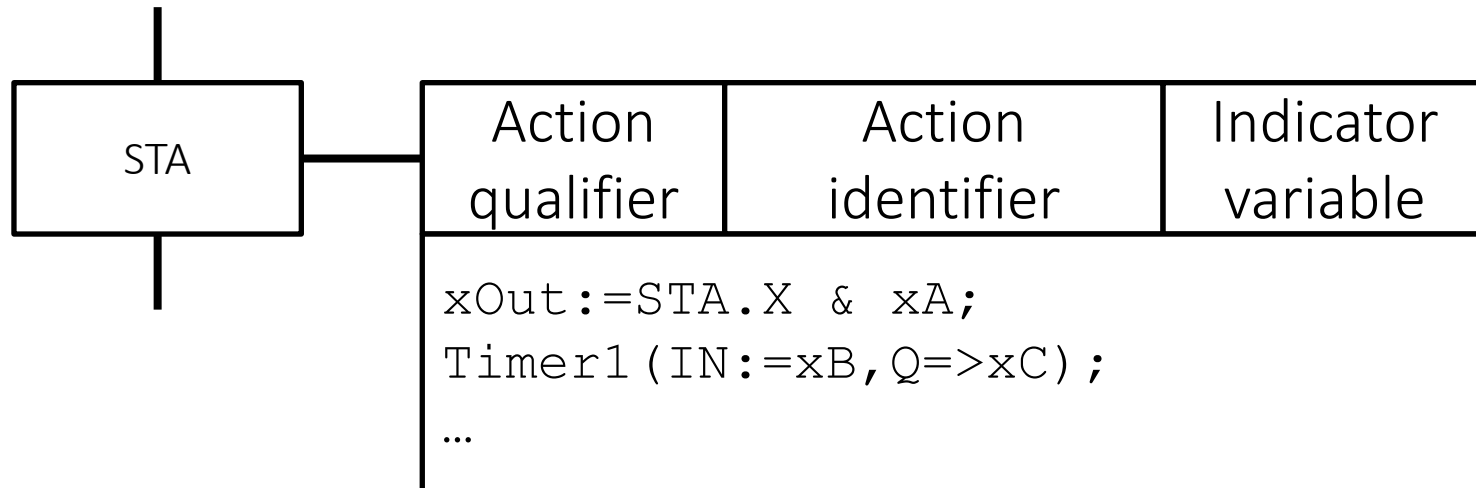 STA
Action
qualifier
Action
identifier
Indicator
variable
xOut:=STA.X & xA;
Timer1(IN:=xB,Q=>xC);
…